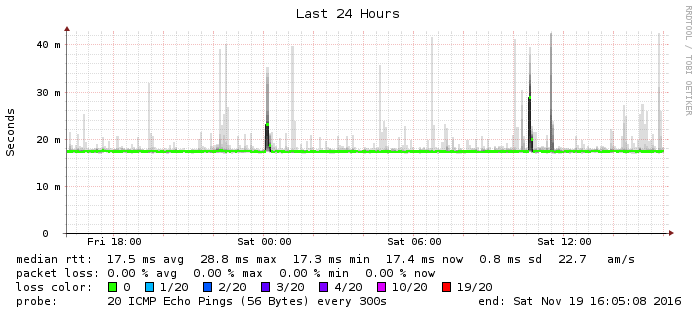 Last 24 Hours
RRDTOOL / TOBI OETIKER
Seconds
40 m
30 m
20 m
10 m
0
Fri 18:00 Sat 00:00 Sat 06:00 Sat 12:00
median rtt: 17.5 ms avg 28.8 ms max 17.3 ms min 17.4 ms now 0.8 ms sd 22.7 am/s
packet loss: 0.00 % avg 0.00 % max 0.00 % min 0.00 % now
loss color: 0 1/20 2/20 3/20 4/20 10/20 19/20
probe: 20 ICMP Echo Pings (56 Bytes) every 300s end: Sat Nov 19 16:05:08 2016